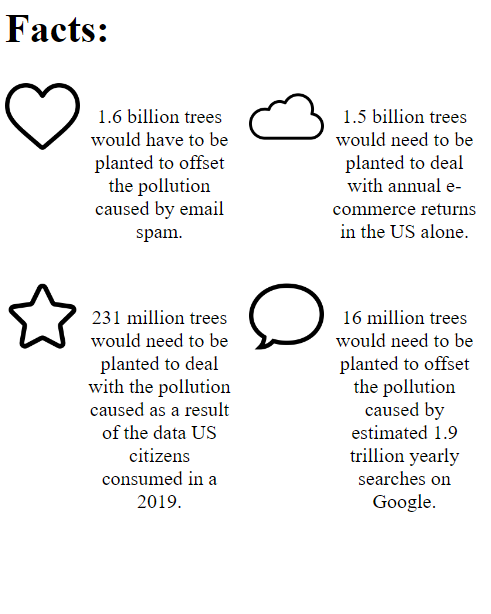 Facts:
1.6 billion trees
would have to be
planted to offset
the pollution
caused by email
spam.
1.5 billion trees
would need to be
planted to deal
with annual e-
commerce returns
in the US alone.
231 million trees
would need to be
planted to deal
with the pollution
caused as a result
of the data US
citizens
consumed in a
2019.
16 million trees
would need to be
planted to offset
the pollution
caused by
estimated 1.9
trillion yearly
searches on
Google.